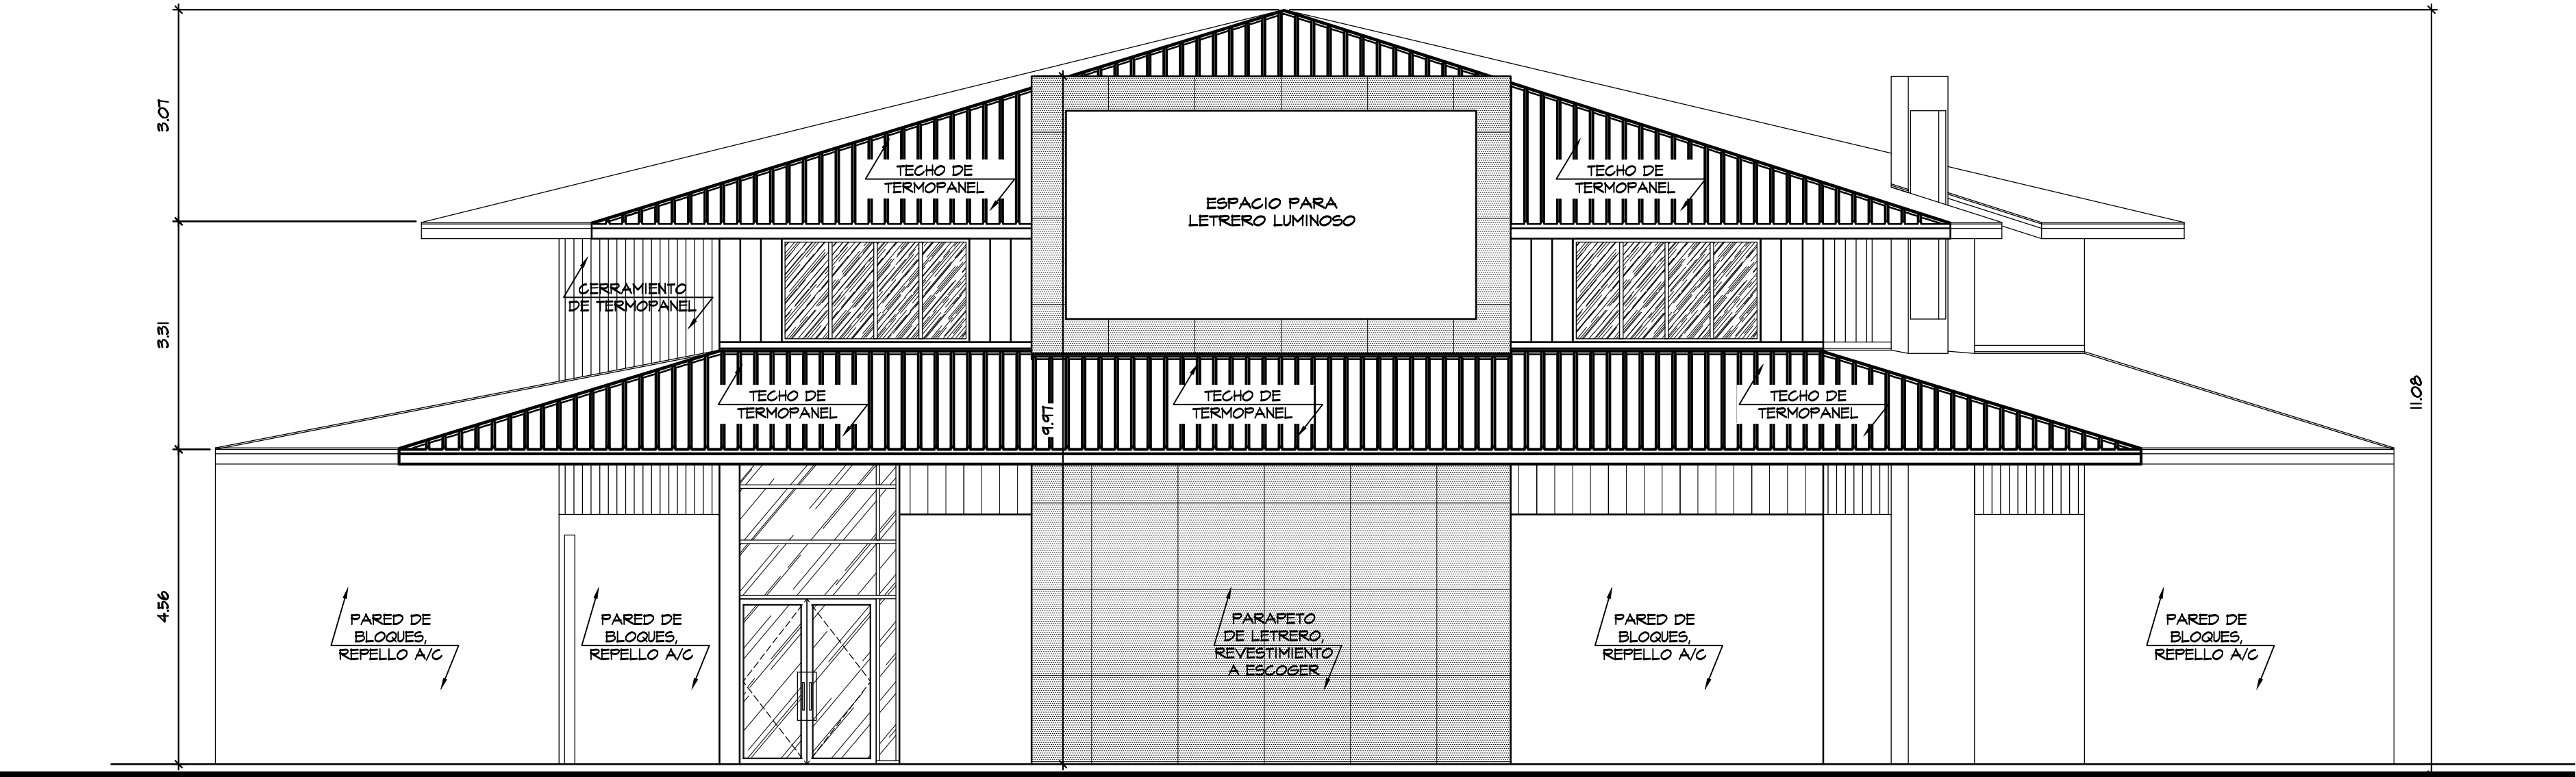 3.07
TECHO DE
TERMOPANEL
ESPACIO PARA
LETRERO LUMINOSO
TECHO DE
TERMOPANEL
CERRAMIENTO
DE TERMOPANEL
3.31
TECHO DE
TERMOPANEL
9.97
TECHO DE
TERMOPANEL
TECHO DE
TERMOPANEL
11.08
4.56
PARED DE
BLOQUES,
REPELLO A/C
PARED DE
BLOQUES,
REPELLO A/C
PARAPETO
DE LETRERO,
REVESTIMIENTO
A ESCOGER
PARED DE
BLOQUES,
REPELLO A/C
PARED DE
BLOQUES,
REPELLO A/C